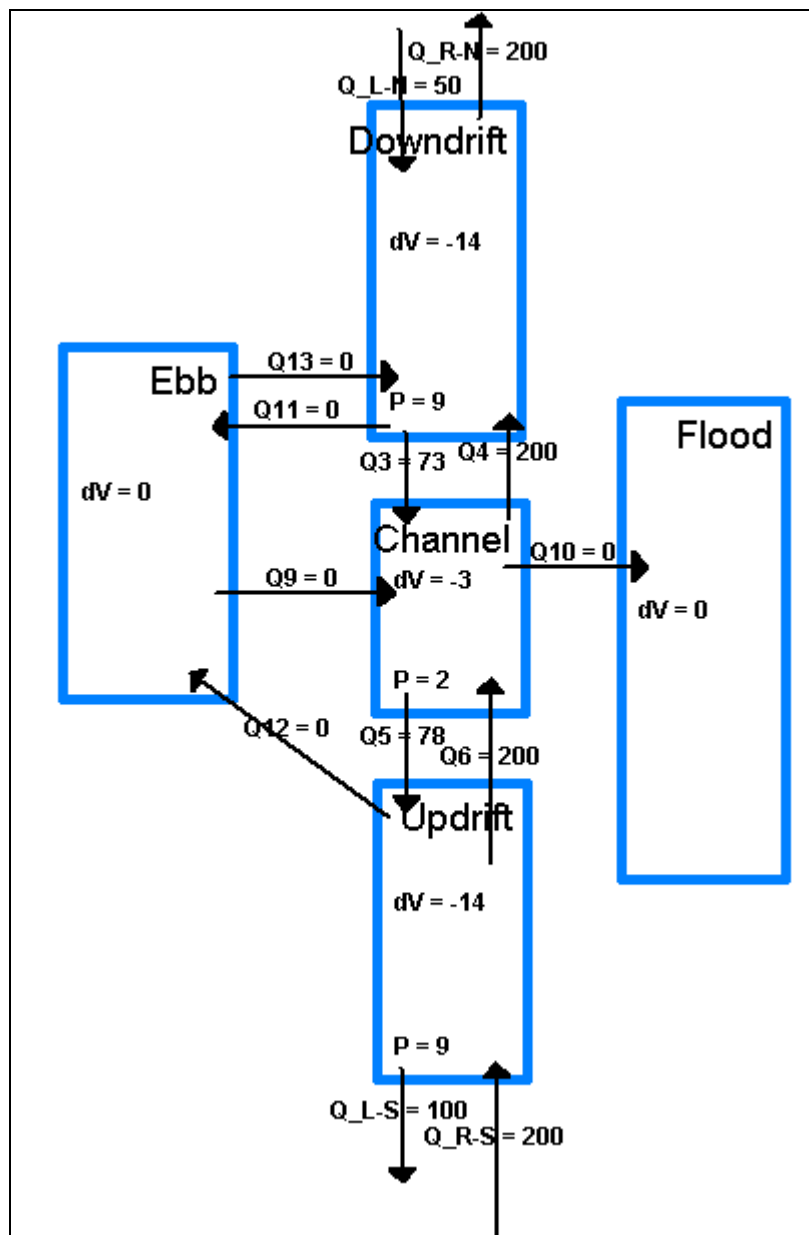 Q_R-N = 200
Q_L-N = 50
Downdrift
dV = -14
Q13 = 0
Ebb
P = 9
Q11 = 0
Flood
Q3 = 73
Q4 = 200
dV = 0
Channel
Q10 = 0
Q9 = 0
dV = -3
dV = 0
P = 2
Q12 = 0
Q5 = 78
Q6 = 200
Updrift
dV = -14
P = 9
Q_L-S = 100
Q_R-S = 200